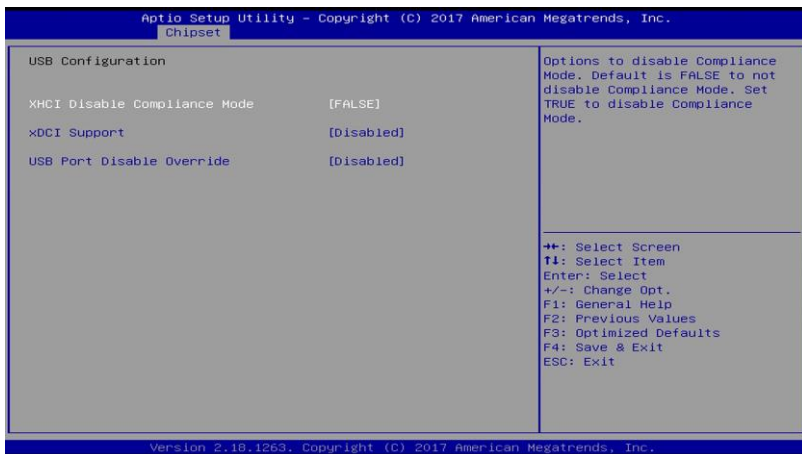 Aptio Setup Utility – Copyright (C) 2017 American Megatrends, Inc.
Chipset
USB Configuration
XHCI Disable Compliance Mode [FALSE]
xDCI Support [Disabled]
USB Port Disable Override [Disabled]
Options to disable Compliance
Mode. Default is FALSE to not
disable Compliance Mode. Set
TRUE to disable Compliance
Mode.
→←: Select Screen
↑↓: Select Item
Enter: Select
+/-: Change Opt.
F1: General Help
F2: Previous Values
F3: Optimized Defaults
F4: Save & Exit
ESC: Exit
Version 2.18.1263. Copyright (C) 2017 American Megatrends, Inc.